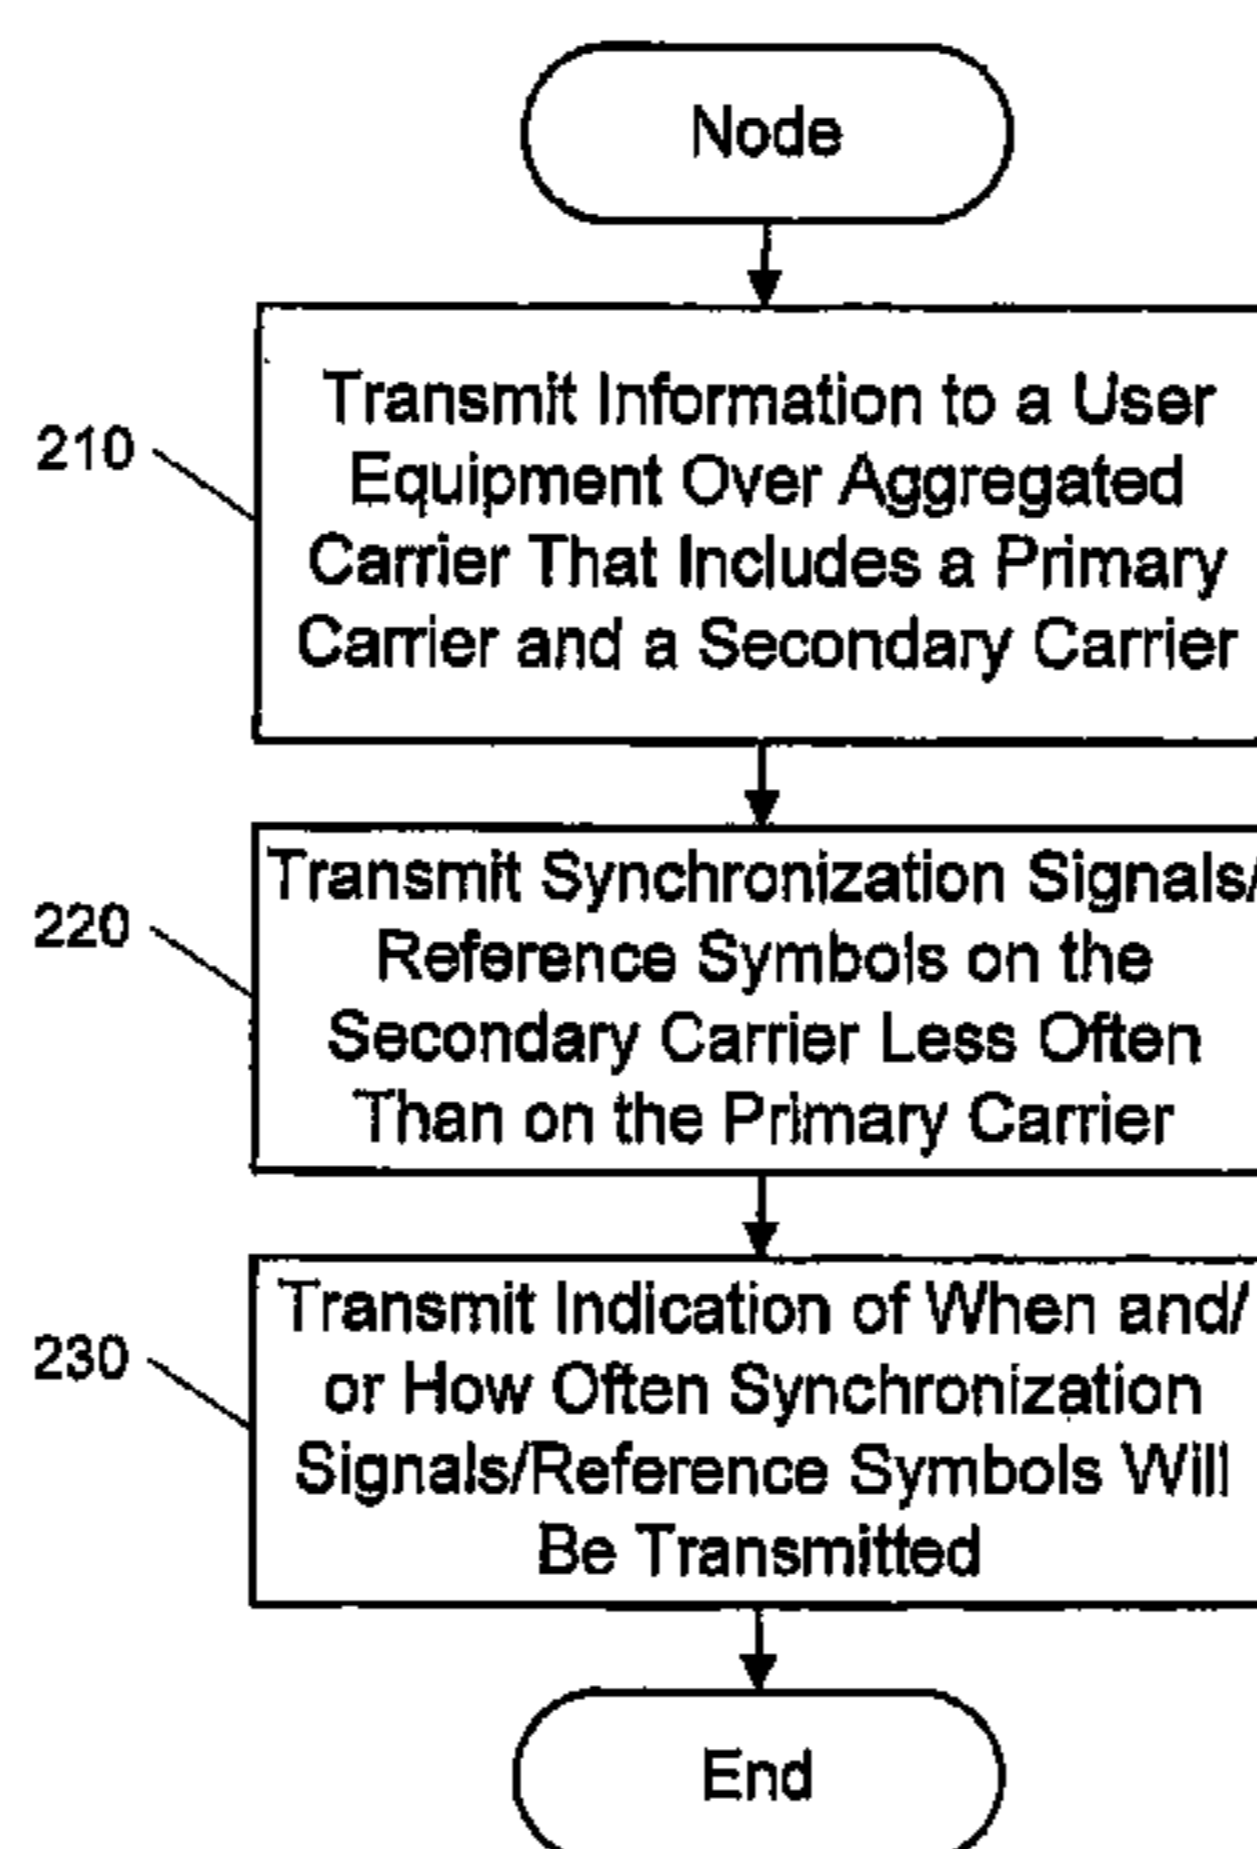 Node
210
Transmit Information to a User
Equipment Over Aggregated
Carrier That Includes a Primary
Carrier and a Secondary Carrier
220
Transmit Synchronization Signals/
Reference Symbols on the
Secondary Carrier Less Often
Than on the Primary Carrier
230
Transmit Indication of When and/
or How Often Synchronization
Signals/Reference Symbols Will
Be Transmitted
End